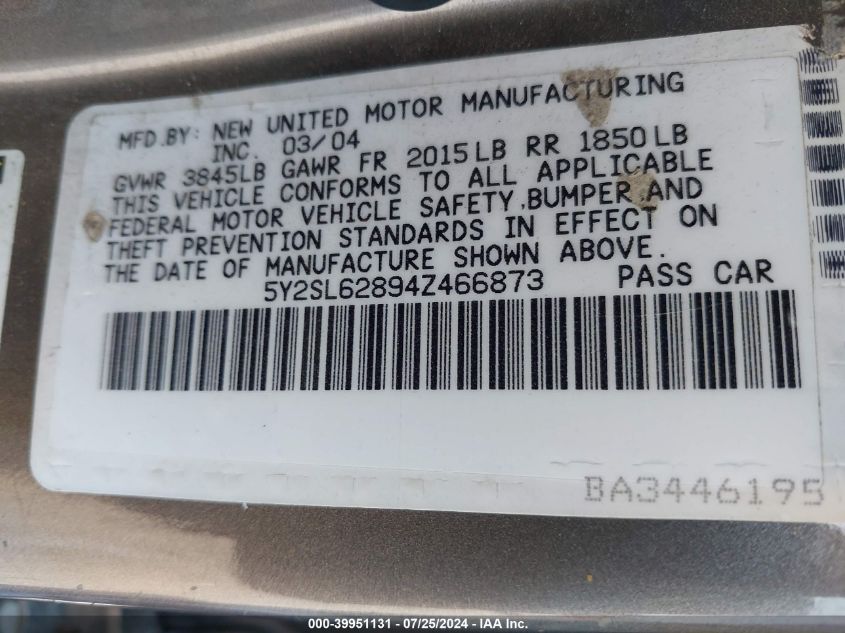 MFD.BY: NEW UNITED MOTOR MANUFACTURING
INC. 03/04
GVWR 3845LB GAWR FR 2015LB RR 1850LB
THIS VEHICLE CONFORMS TO ALL APPLICABLE
FEDERAL MOTOR VEHICLE SAFETY,BUMPER,AND
THEFT PREVENTION STANDARDS IN EFFECT ON
THE DATE OF MANUFACTURE SHOWN ABOVE.
5Y2SL62894Z466873 PASS CAR
BA3446195
000-39951131 - 07/25/2024 - IAA Inc.